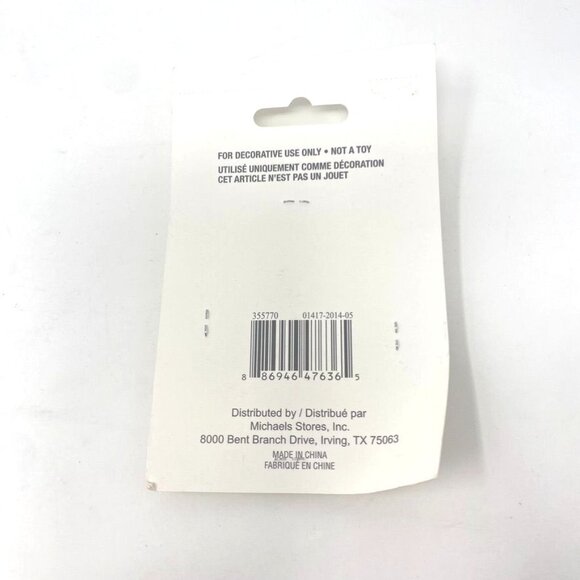 FOR DECORATIVE USE ONLY • NOT A TOY
UTILISÉ UNIQUEMENT COMME DÉCORATION
CET ARTICLE N'EST PAS UN JOUET
355770 01417-2014-05
8 86946 47636 5
Distributed by / Distribué par
Michaels Stores, Inc.
8000 Bent Branch Drive, Irving, TX 75063
MADE IN CHINA
FABRIQUÉ EN CHINE